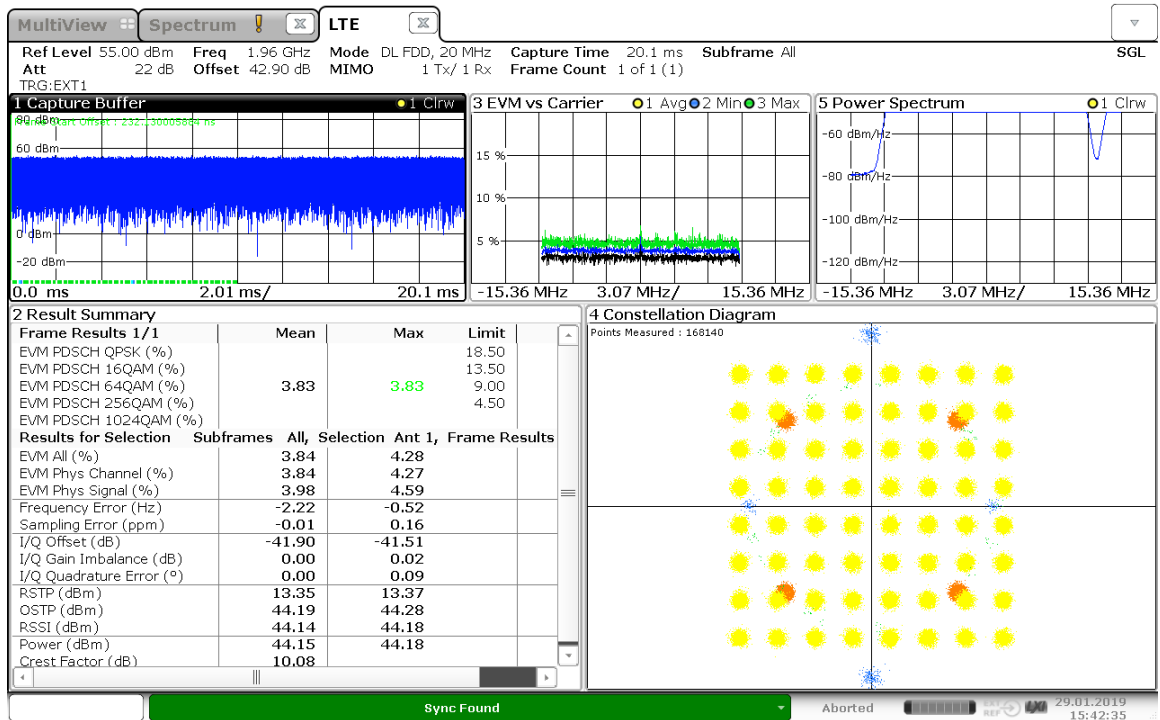 MultiView Spectrum LTE
Ref Level 55.00 dBm Freq 1.96 GHz Mode DL FDD, 20 MHz Capture Time 20.1 ms Subframe All SGL
Att 22 dB Offset 42.90 dB MIMO 1 Tx/ 1 Rx Frame Count 1 of 1 (1)
TRG:EXT1
1 Capture Buffer 1 Clrw
80 dBm
Frame Start Offset : 232.130005864 ns
60 dBm
0 dBm
-20 dBm
0.0 ms 2.01 ms/ 20.1 ms
3 EVM vs Carrier 1 Avg 2 Min 3 Max
15 %
10 %
5 %
-15.36 MHz 3.07 MHz/ 15.36 MHz
5 Power Spectrum 1 Clrw
-60 dBm/Hz
-80 dBm/Hz
-100 dBm/Hz
-120 dBm/Hz
-15.36 MHz 3.07 MHz/ 15.36 MHz
2 Result Summary
Frame Results 1/1 Mean Max Limit
EVM PDSCH QPSK (%) 18.50
EVM PDSCH 16QAM (%) 13.50
EVM PDSCH 64QAM (%) 3.83 3.83 9.00
EVM PDSCH 256QAM (%) 4.50
EVM PDSCH 1024QAM (%)
Results for Selection Subframes All, Selection Ant 1, Frame Results
EVM All (%) 3.84 4.28
EVM Phys Channel (%) 3.84 4.27
EVM Phys Signal (%) 3.98 4.59
Frequency Error (Hz) -2.22 -0.52
Sampling Error (ppm) -0.01 0.16
I/Q Offset (dB) -41.90 -41.51
I/Q Gain Imbalance (dB) 0.00 0.02
I/Q Quadrature Error (°) 0.00 0.09
RSTP (dBm) 13.35 13.37
OSTP (dBm) 44.19 44.28
RSSI (dBm) 44.14 44.18
Power (dBm) 44.15 44.18
Crest Factor (dB) 10.08
4 Constellation Diagram
Points Measured : 168140
Sync Found
Aborted
EXT
REF
LXI
29.01.2019
15:42:35